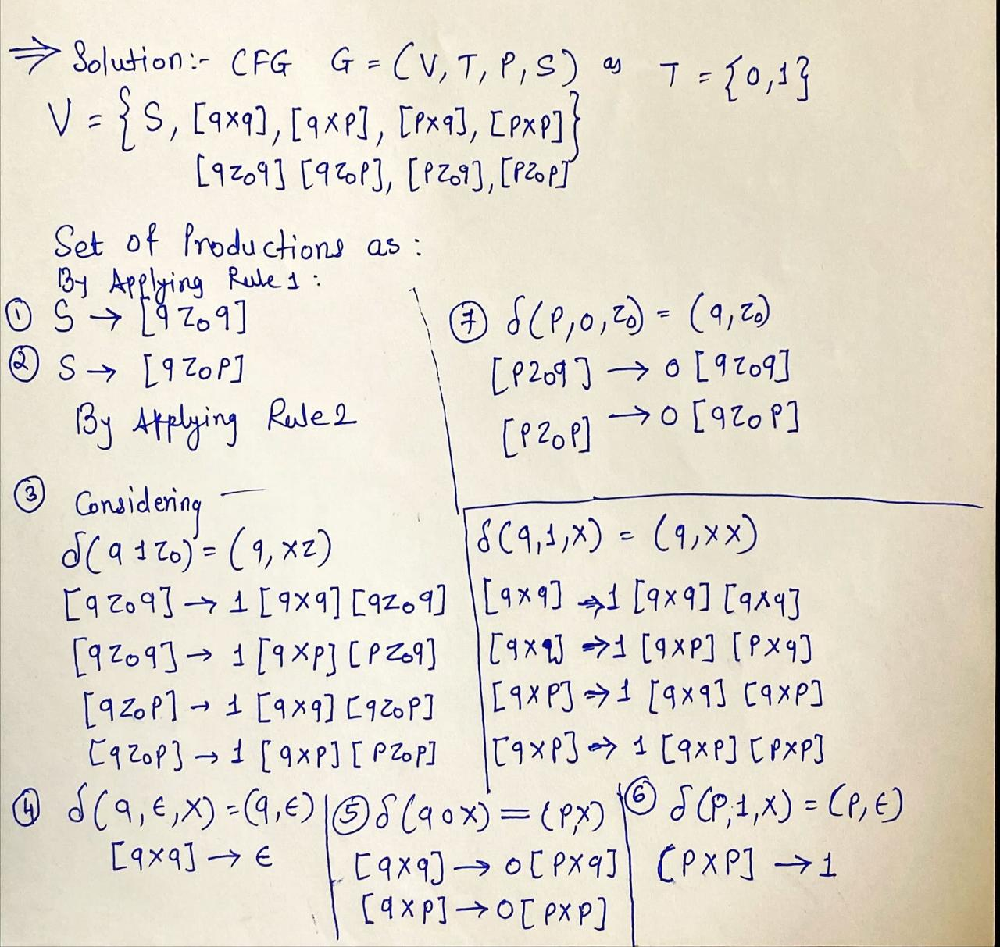 ⇒ Solution:- CFG G = (V, T, P, S) as T = {0,1}
V = {S, [qxq], [qxp], [pxq], [pxp]}
[qz₀q] [qz₀p], [pz₀q], [pz₀p]
Set of Productions as :
By Applying Rule 1 :
① S → [qz₀q]
② S → [qz₀p]
By Applying Rule 2
③ Considering —
δ(q 1 z₀) = (q, xz)
[qz₀q] → 1 [qxq] [qz₀q]
[qz₀q] → 1 [qxp] [pz₀q]
[qz₀p] → 1 [qxq] [qz₀p]
[qz₀p] → 1 [qxp] [pz₀p]
⑦ δ(p,0,z₀) = (q,z₀)
[pz₀q] → 0 [qz₀q]
[pz₀p] → 0 [qz₀p]
δ(q,1,x) = (q,xx)
[qxq] → 1 [qxq] [qxq]
[qxq] → 1 [qxp] [pxq]
[qxp] → 1 [qxq] [qxp]
[qxp] → 1 [qxp] [pxp]
④ δ(q,ϵ,x) = (q,ϵ)
[qxq] → ϵ
⑤ δ(q0x) = (p,x)
[qxq] → 0[pxq]
[qxp] → 0[pxp]
⑥ δ(p,1,x) = (p,ϵ)
[pxp] → 1